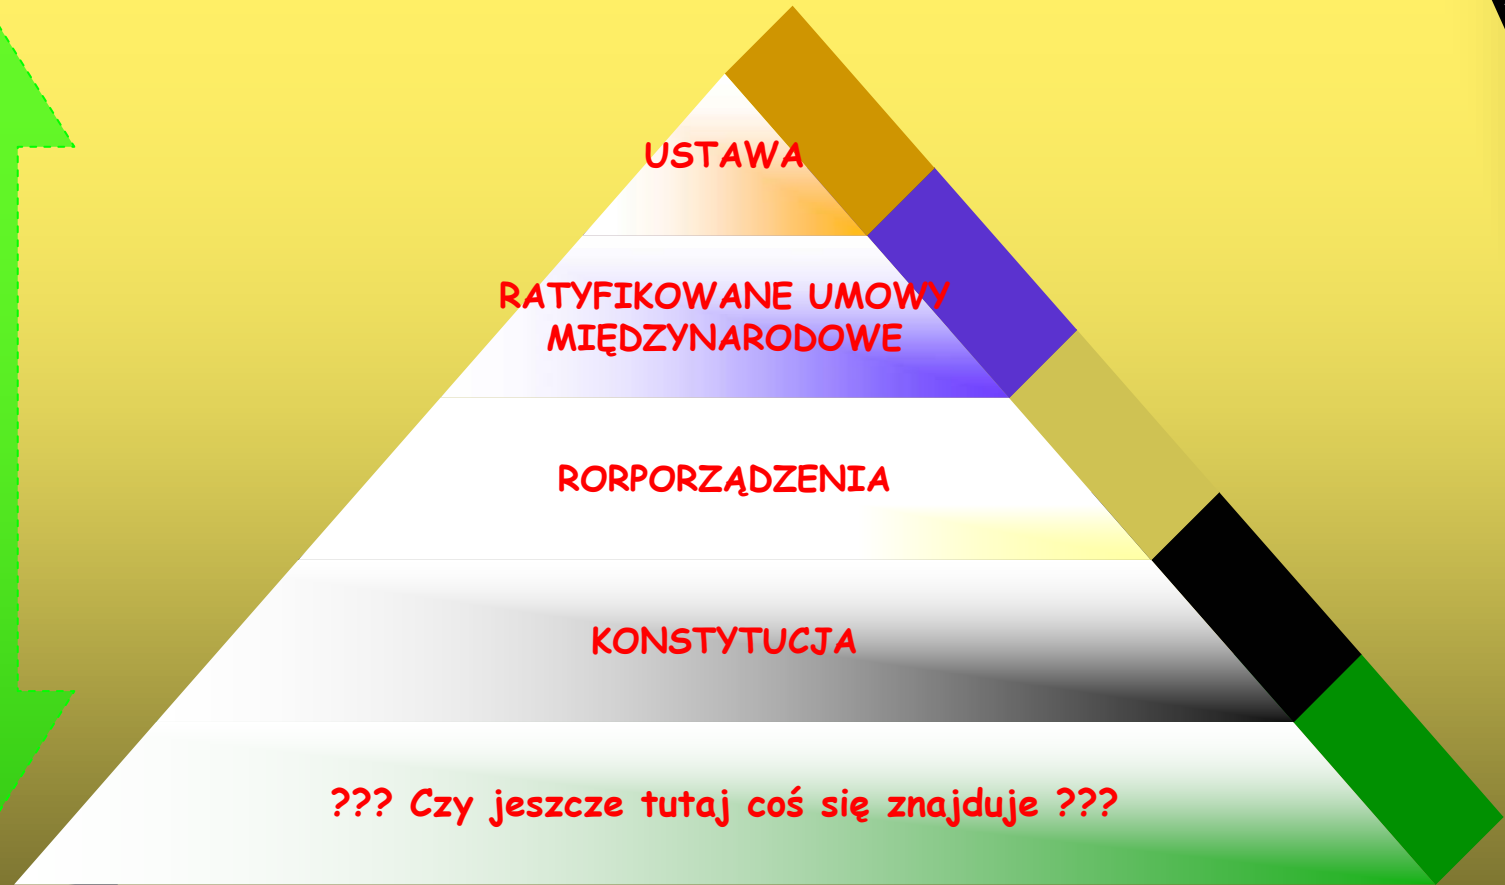 USTAWA
RATYFIKOWANE UMOWY
MIĘDZYNARODOWE
RORPORZĄDZENIA
KONSTYTUCJA
??? Czy jeszcze tutaj coś się znajduje ???